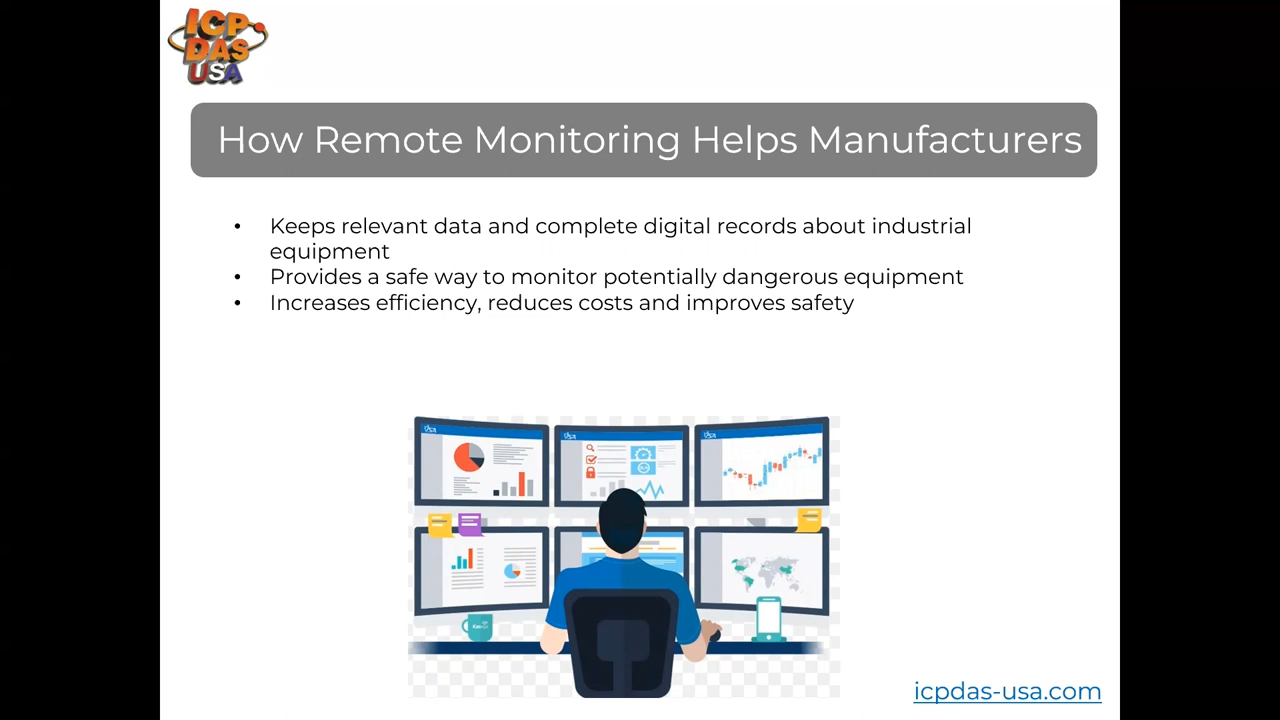 ICP
DAS
USA
How Remote Monitoring Helps Manufacturers
• Keeps relevant data and complete digital records about industrial
equipment
• Provides a safe way to monitor potentially dangerous equipment
• Increases efficiency, reduces costs and improves safety
icpdas-usa.com